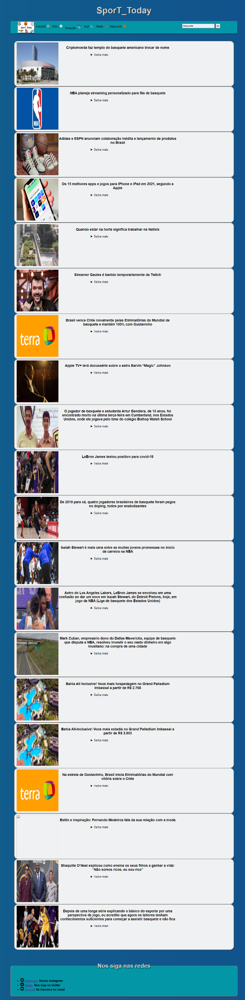 SporT_Today
SporT_Today
Futebol Vôlei Natação Surf Skate Basquete
basquete ok
Criptomoeda faz templo do basquete americano trocar de nome
▶ Saiba mais
NBA planeja streaming personalizado para fãs de basquete
▶ Saiba mais
NBA
Adidas e ESPN anunciam colaboração inédita e lançamento de produtos
no Brasil
▶ Saiba mais
Os 15 melhores apps e jogos para iPhone e iPad em 2021, segundo a
Apple
▶ Saiba mais
Quando estar na horta significa trabalhar na Natixis
▶ Saiba mais
Streamer Gaules é banido temporariamente da Twitch
▶ Saiba mais
Brasil vence Chile novamente pelas Eliminatórias do Mundial de
basquete e mantém 100% com Gustavinho
▶ Saiba mais
terra
Apple TV+ terá docussérie sobre o astro Earvin “Magic” Johnson
▶ Saiba mais
O jogador de basquete e estudante Artur Bandiera, de 15 anos, foi
encontrado morto na última terça-feira em Cumberland, nos Estados
Unidos, onde ele jogava pelo time do colégio Bishop Walsh School
▶ Saiba mais
LeBron James testou positivo para covid-19
▶ Saiba mais
De 2019 para cá, quatro jogadores brasileiros de basquete foram pegos
no doping, todos por anabolizantes
▶ Saiba mais
Isaiah Stewart é mais uma entre as muitas jovens promessas no início
da carreira na NBA
▶ Saiba mais
Astro do Los Angeles Lakers, LeBron James se envolveu em uma
confusão ao dar um soco em Isaiah Stewart, do Detroit Pistons, hoje, em
jogo da NBA (Liga de basquete dos Estados Unidos)
▶ Saiba mais
Mark Cuban, empresário dono do Dallas Mavericks, equipe de basquete
que disputa a NBA, resolveu investir o seu vasto dinheiro em algo
inusitado: na compra de uma cidade
▶ Saiba mais
Bahia All Inclusive! Voos mais hospedagem no Grand Palladium
Imbassaí a partir de R$ 2.768
▶ Saiba mais
Bahia All-Inclusive! Voos mais estadia no Grand Palladium Imbassaí a
partir de R$ 2.603
▶ Saiba mais
Na estreia de Gustavinho, Brasil inicia Eliminatórias do Mundial com
vitória sobre o Chile
▶ Saiba mais
terra
Estilo e inspiração: Fernando Medeiros fala da sua relação com a moda
▶ Saiba mais
Shaquille O’Neal explicou como ensina os seus filhos a ganhar a vida:
“Não somos ricos, eu sou rico”
▶ Saiba mais
Depois de uma longa série explicando o básico do esporte por uma
perspectiva de jogo, eu acredito que agora os leitores tenham
conhecimentos suficientes para começar a assistir basquete e não fica
▶ Saiba mais
Nos siga nas redes
• instagram- Nosso instagram
• twitter- Nos siga no twitter
• youtube Se inscreva no canal